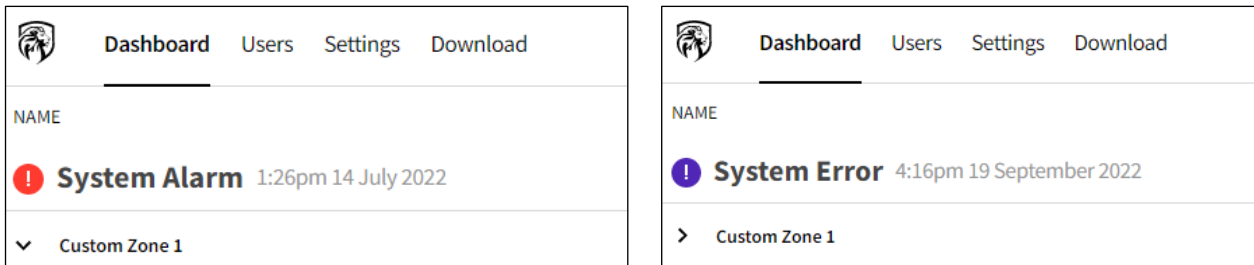 Dashboard Users Settings Download
NAME
! System Alarm 1:26pm 14 July 2022
Custom Zone 1
Dashboard Users Settings Download
NAME
! System Error 4:16pm 19 September 2022
Custom Zone 1